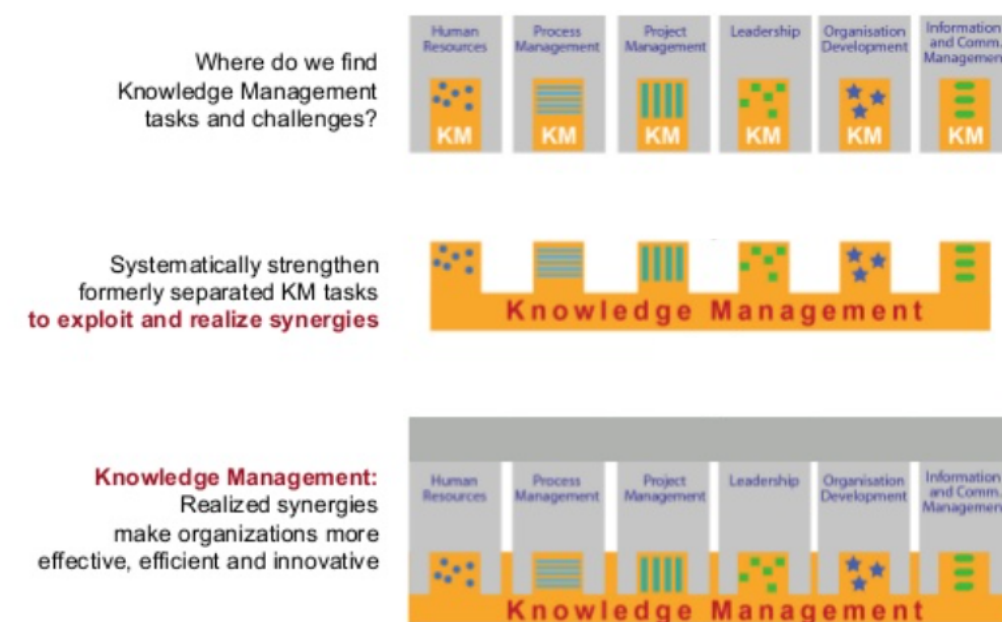 Where do we find
Knowledge Management
tasks and challenges?
Human
Resources
Process
Management
Project
Management
Leadership
Organisation
Development
Information
and Comm.
Management
KM
KM
KM
KM
KM
KM
Systematically strengthen
formerly separated KM tasks
to exploit and realize synergies
Knowledge Management
Knowledge Management:
Realized synergies
make organizations more
effective, efficient and innovative
Human
Resources
Process
Management
Project
Management
Leadership
Organisation
Development
Information
and Comm.
Management
Knowledge Management